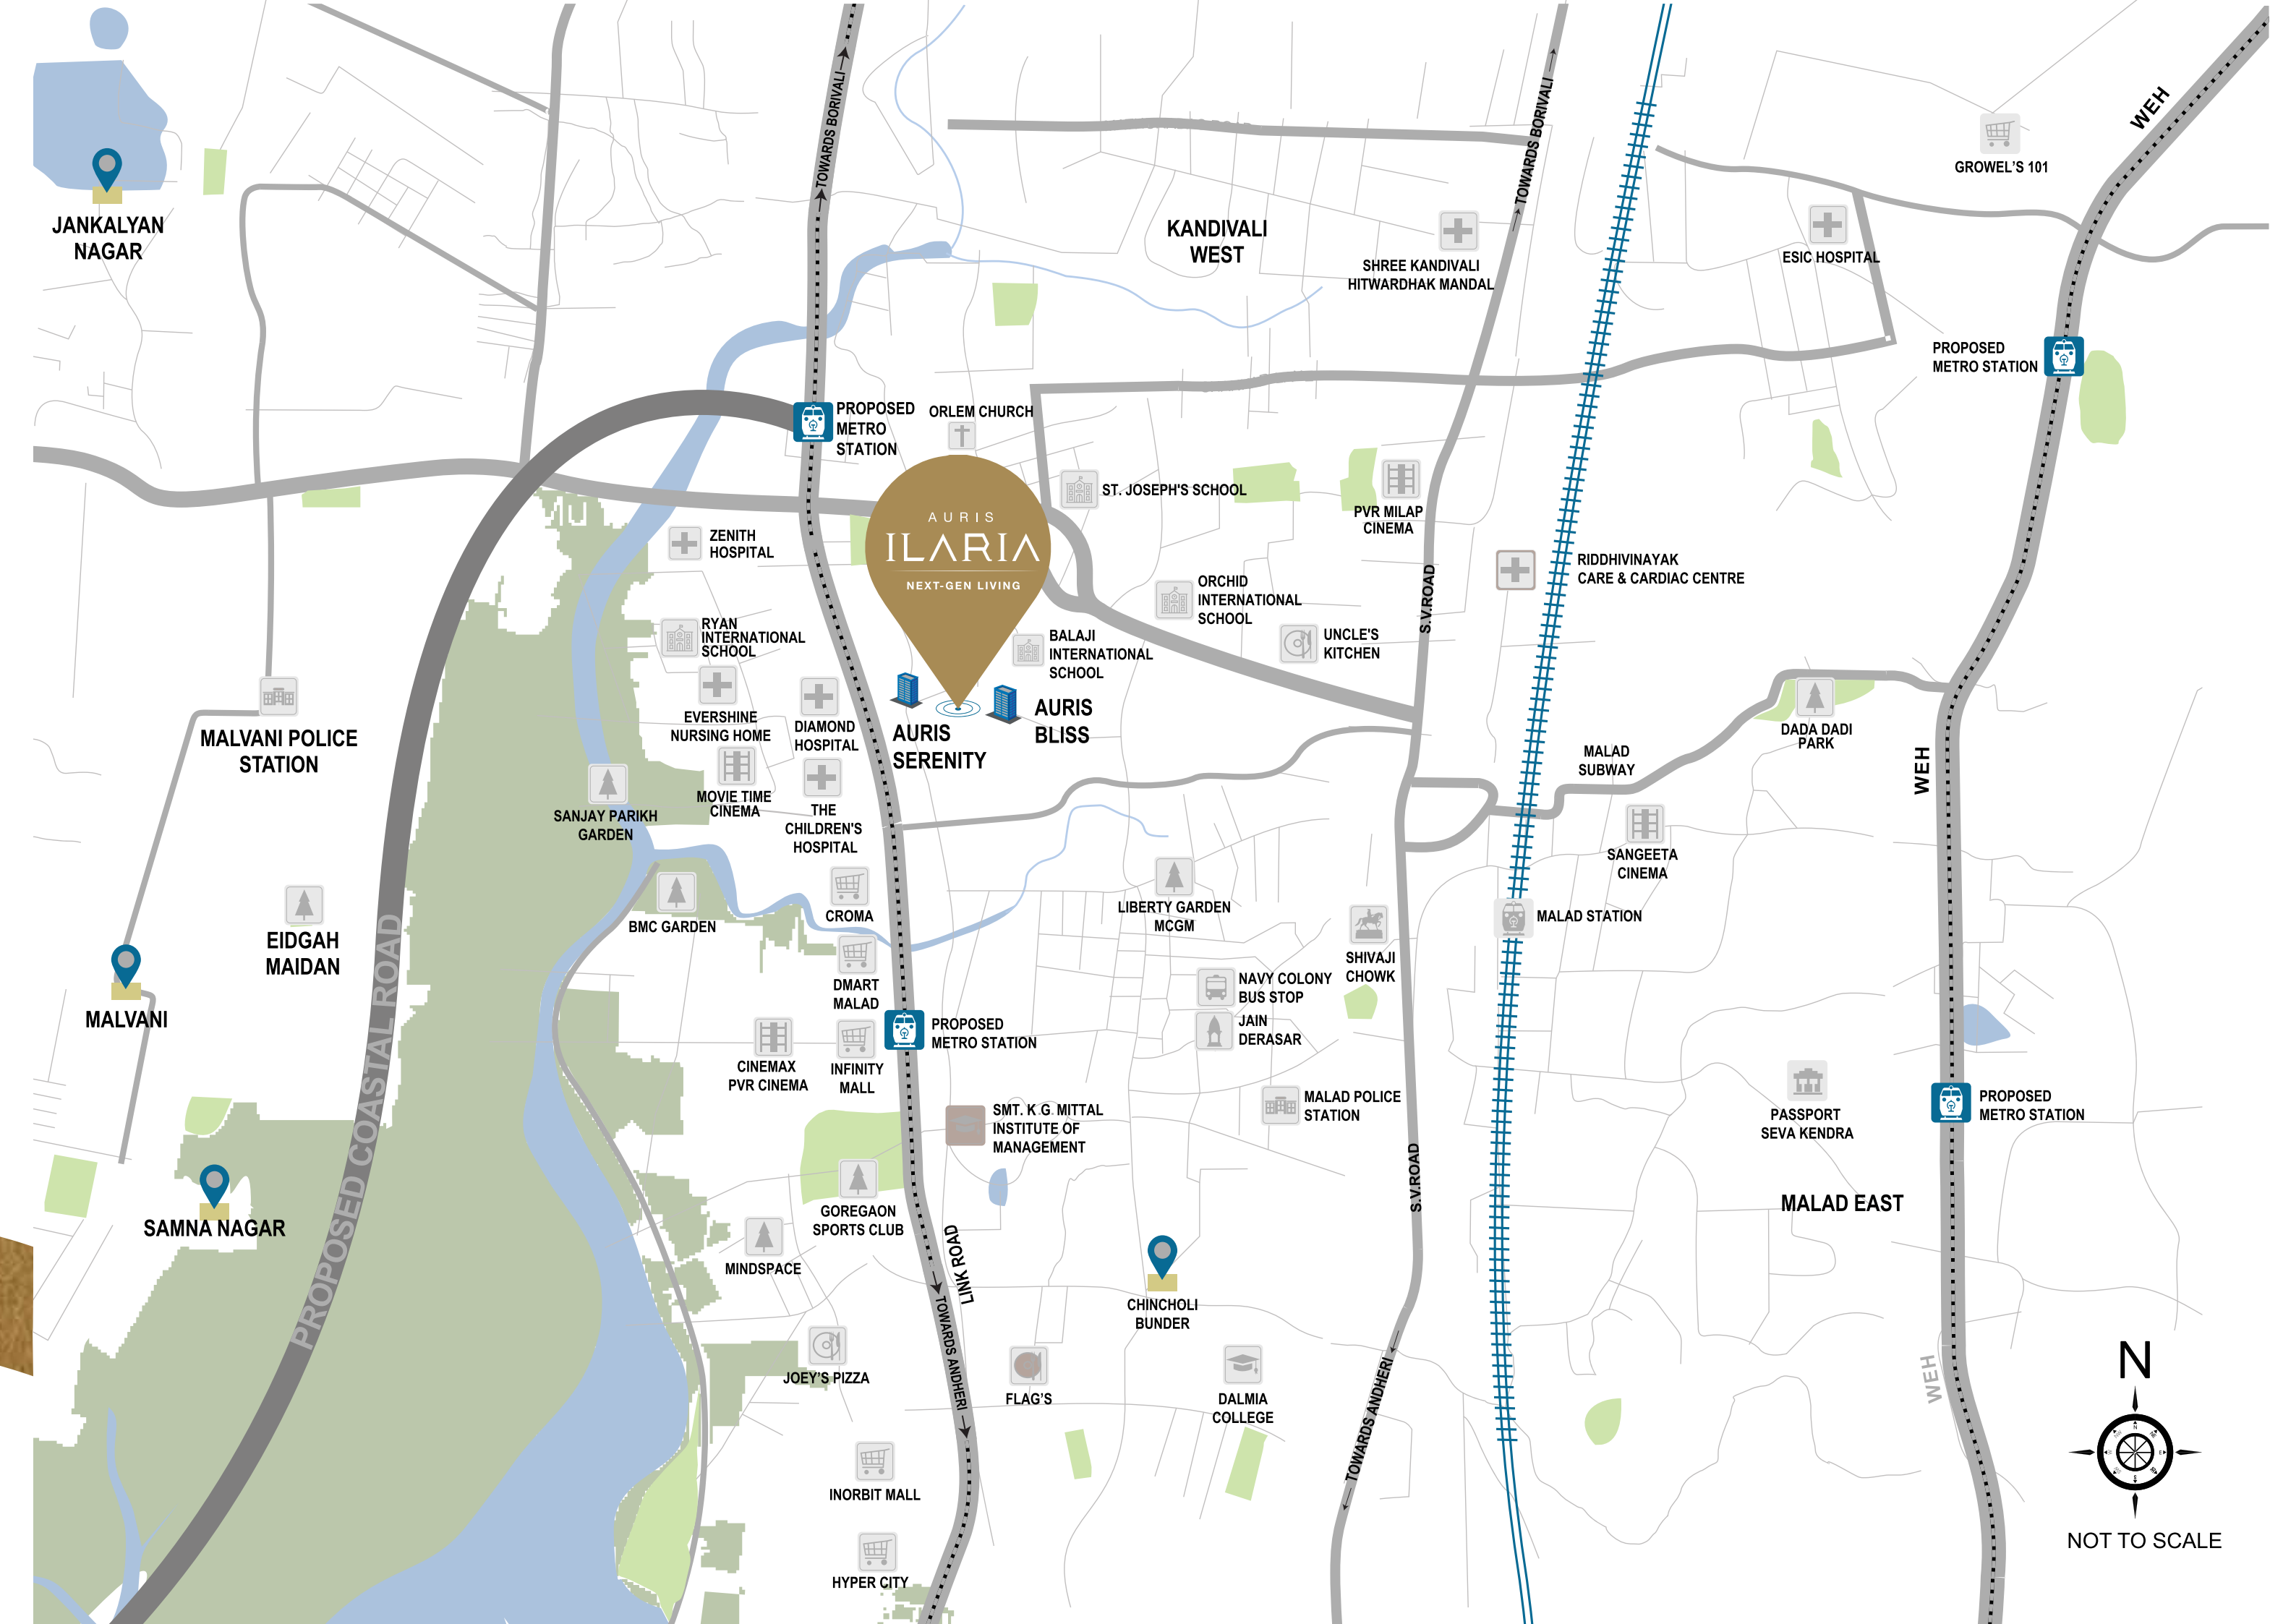 TOWARDS BORIVALI
TOWARDS BORIVALI
WEH
GROWEL'S 101
JANKALYAN
NAGAR
KANDIVALI
WEST
SHREE KANDIVALI
HITWARDHAK MANDAL
ESIC HOSPITAL
PROPOSED
METRO STATION
PROPOSED
METRO
STATION
ORLEM CHURCH
ST. JOSEPH'S SCHOOL
PVR MILAP
CINEMA
AURIS
ILARIA
NEXT-GEN LIVING
ZENITH
HOSPITAL
RIDDHIVINAYAK
CARE & CARDIAC CENTRE
ORCHID
INTERNATIONAL
SCHOOL
S.V.ROAD
RYAN
INTERNATIONAL
SCHOOL
BALAJI
INTERNATIONAL
SCHOOL
UNCLE'S
KITCHEN
EVERSHINE
NURSING HOME
DIAMOND
HOSPITAL
AURIS
SERENITY
AURIS
BLISS
MALVANI POLICE
STATION
DADA DADI
PARK
MALAD
SUBWAY
WEH
MOVIE TIME
CINEMA
SANJAY PARIKH
GARDEN
THE
CHILDREN'S
HOSPITAL
SANGEETA
CINEMA
CROMA
BMC GARDEN
LIBERTY GARDEN
MCGM
MALAD STATION
EIDGAH
MAIDAN
SHIVAJI
CHOWK
DMART
MALAD
NAVY COLONY
BUS STOP
MALVANI
PROPOSED
METRO STATION
JAIN
DERASAR
CINEMAX
PVR CINEMA
INFINITY
MALL
PROPOSED COASTAL ROAD
SMT. K.G. MITTAL
INSTITUTE OF
MANAGEMENT
MALAD POLICE
STATION
PASSPORT
SEVA KENDRA
PROPOSED
METRO STATION
S.V.ROAD
MALAD EAST
SAMNA NAGAR
GOREGAON
SPORTS CLUB
LINK ROAD
MINDSPACE
CHINCHOLI
BUNDER
TOWARDS ANDHERI
TOWARDS ANDHERI
JOEY'S PIZZA
FLAG'S
DALMIA
COLLEGE
WEH
N
INORBIT MALL
NOT TO SCALE
HYPER CITY